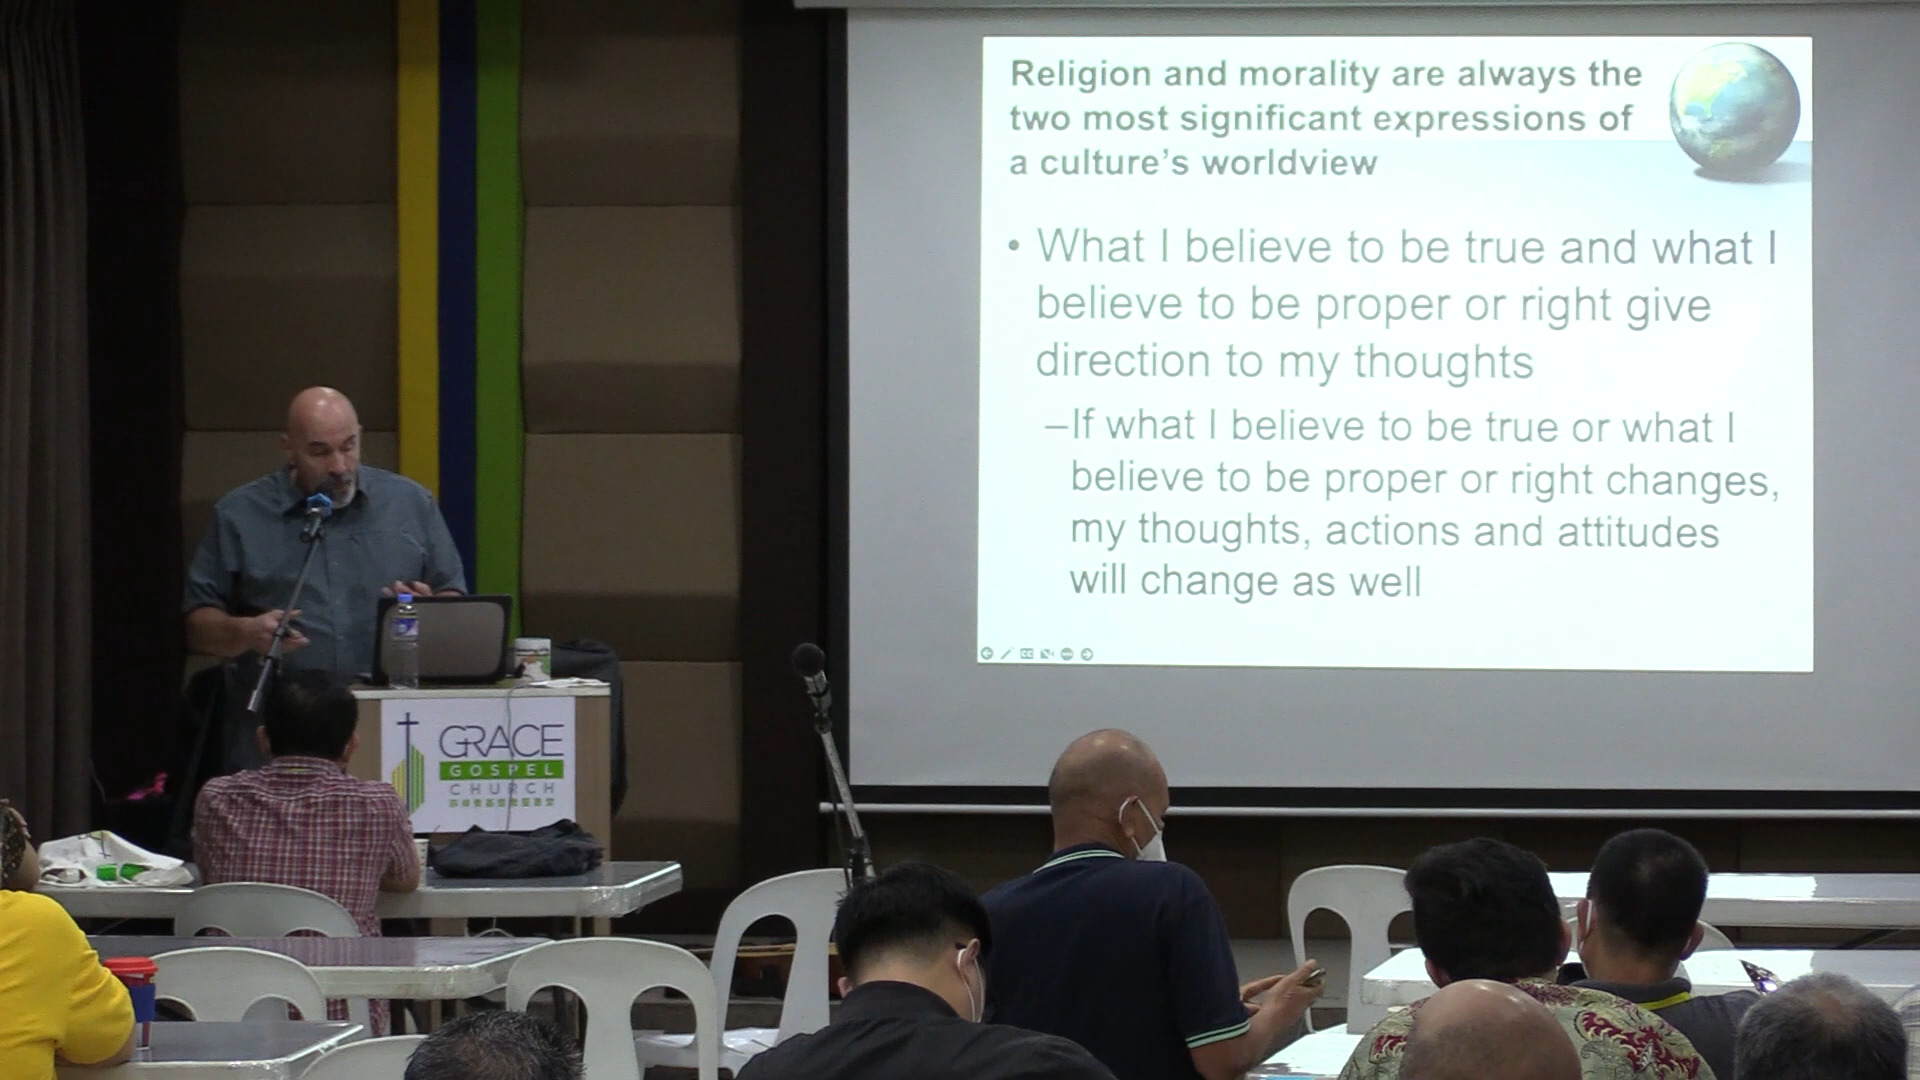 Religion and morality are always the
two most significant expressions of
a culture's worldview
• What I believe to be true and what I
believe to be proper or right give
direction to my thoughts
–If what I believe to be true or what I
believe to be proper or right changes,
my thoughts, actions and attitudes
will change as well
GRACE
GOSPEL
CHURCH